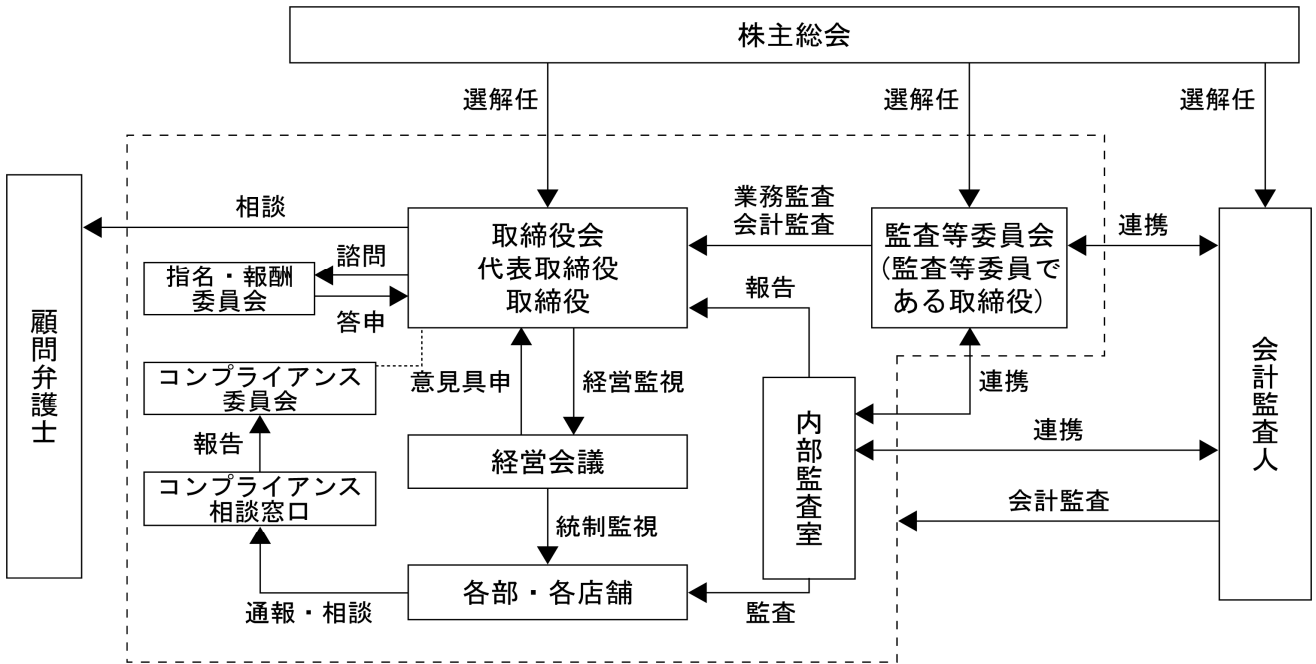 株主総会
選解任
選解任
選解任
顧問弁護士
相談
取締役会
代表取締役
取締役
業務監査
会計監査
監査等委員会
(監査等委員で
ある取締役)
連携
会計監査人
指名・報酬
委員会
諮問
答申
報告
コンプライアンス
委員会
意見具申
経営監視
内部監査室
連携
報告
経営会議
連携
コンプライアンス
相談窓口
統制監視
会計監査
各部・各店舗
通報・相談
監査